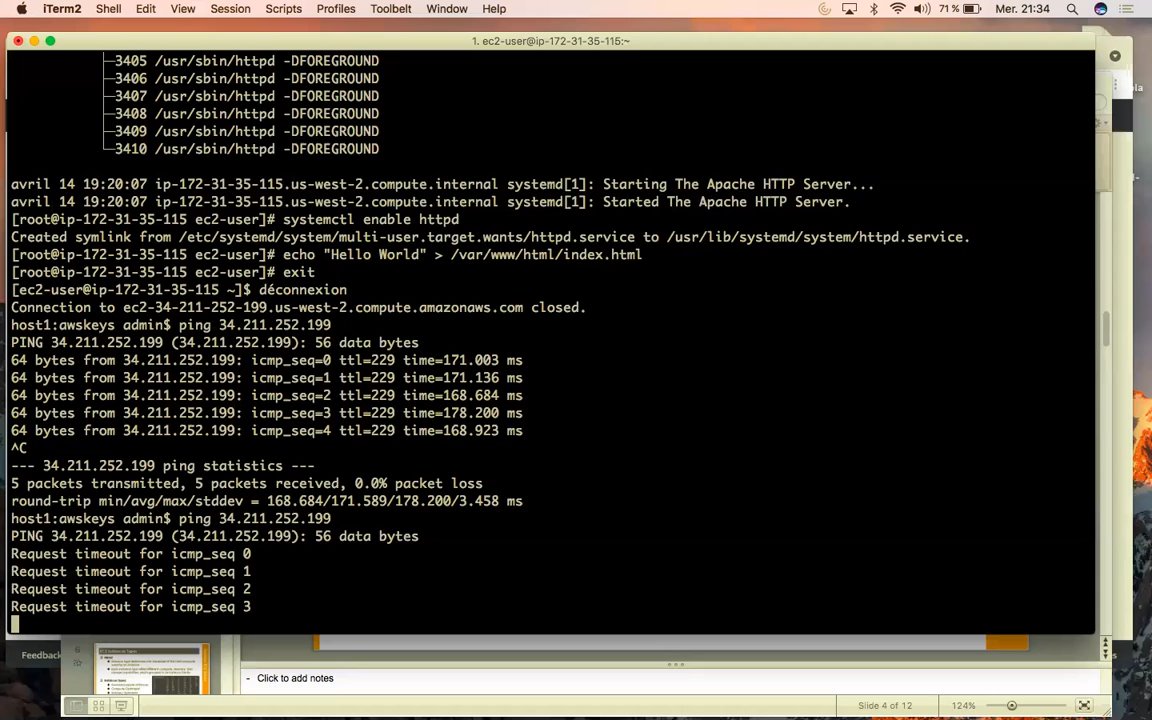 iTerm2 Shell Edit View Session Scripts Profiles Toolbelt Window Help 71 % Mer. 21:34
1. ec2-user@ip-172-31-35-115:~
├─3405 /usr/sbin/httpd -DFOREGROUND
├─3406 /usr/sbin/httpd -DFOREGROUND
├─3407 /usr/sbin/httpd -DFOREGROUND
├─3408 /usr/sbin/httpd -DFOREGROUND
├─3409 /usr/sbin/httpd -DFOREGROUND
└─3410 /usr/sbin/httpd -DFOREGROUND
avril 14 19:20:07 ip-172-31-35-115.us-west-2.compute.internal systemd[1]: Starting The Apache HTTP Server...
avril 14 19:20:07 ip-172-31-35-115.us-west-2.compute.internal systemd[1]: Started The Apache HTTP Server.
[root@ip-172-31-35-115 ec2-user]# systemctl enable httpd
Created symlink from /etc/systemd/system/multi-user.target.wants/httpd.service to /usr/lib/systemd/system/httpd.service.
[root@ip-172-31-35-115 ec2-user]# echo "Hello World" > /var/www/html/index.html
[root@ip-172-31-35-115 ec2-user]# exit
[ec2-user@ip-172-31-35-115 ~]$ déconnexion
Connection to ec2-34-211-252-199.us-west-2.compute.amazonaws.com closed.
host1:awskeys admin$ ping 34.211.252.199
PING 34.211.252.199 (34.211.252.199): 56 data bytes
64 bytes from 34.211.252.199: icmp_seq=0 ttl=229 time=171.003 ms
64 bytes from 34.211.252.199: icmp_seq=1 ttl=229 time=171.136 ms
64 bytes from 34.211.252.199: icmp_seq=2 ttl=229 time=168.684 ms
64 bytes from 34.211.252.199: icmp_seq=3 ttl=229 time=178.200 ms
64 bytes from 34.211.252.199: icmp_seq=4 ttl=229 time=168.923 ms
^C
--- 34.211.252.199 ping statistics ---
5 packets transmitted, 5 packets received, 0.0% packet loss
round-trip min/avg/max/stddev = 168.684/171.589/178.200/3.458 ms
host1:awskeys admin$ ping 34.211.252.199
PING 34.211.252.199 (34.211.252.199): 56 data bytes
Request timeout for icmp_seq 0
Request timeout for icmp_seq 1
Request timeout for icmp_seq 2
Request timeout for icmp_seq 3
Feedback
- Click to add notes
Slide 4 of 12 124%